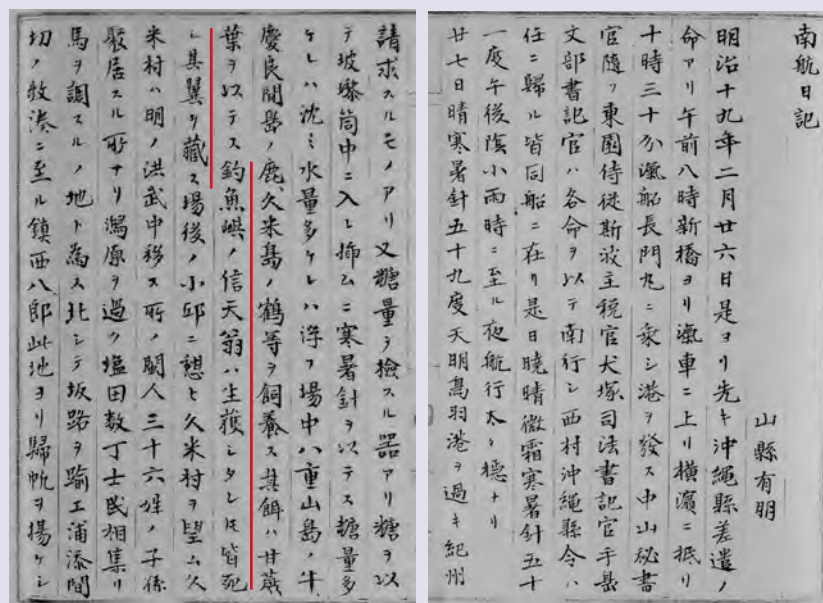 南航日記
山縣有朋
明治十九年二月廿六日是ヨリ先キ沖縄縣差遣ノ
命アリ午前八時新橋ヨリ滊車ニ上リ横濱ニ抵リ
十時三十分滊船長門丸ニ乗シ港ヲ發ス中山秘書
官随フ東園侍從斯波主税官犬塚司法書記官手島
文部書記官ハ各命ヲ以テ南行シ西村沖縄縣令ハ
任ニ歸ル皆同船ニ在リ是日曉晴微霜寒暑針五十
一度午後陰小雨時ニ至ル夜航行太タ穏ナリ
廿七日晴寒暑針五十九度天明鳥羽港ヲ過キ紀州
請求スルモノアリ又糖量ヲ檢スル器アリ糖ヲ以
テ玻瓈筒中ニ入レ抑ムニ寒暑針ヲ以テス糖量多
ケレハ沈ミ水量多ケレハ浮フ場中八重山島ノ牛
慶良間島ノ鹿、久米島ノ鶴等ヲ飼養ス其餌ハ甘蔗
葉ヲ以テス釣魚嶼ノ信天翁ハ生獲シタレ𪜈皆死
シ其翼ヲ藏ス場後ノ小邱ニ憩ヒ久米村ヲ望ム久
米村ハ明ノ洪武中移ス所ノ閩人三十六姓ノ子孫
聚居スル所ナリ潟原ヲ過ク塩田数丁士民相集リ
馬ヲ調スルノ地ト為ス北シテ坂路ヲ踰エ浦添間
切ノ牧湊ニ至ル鎮西八郎此地ヨリ歸帆ヲ揚ケシ